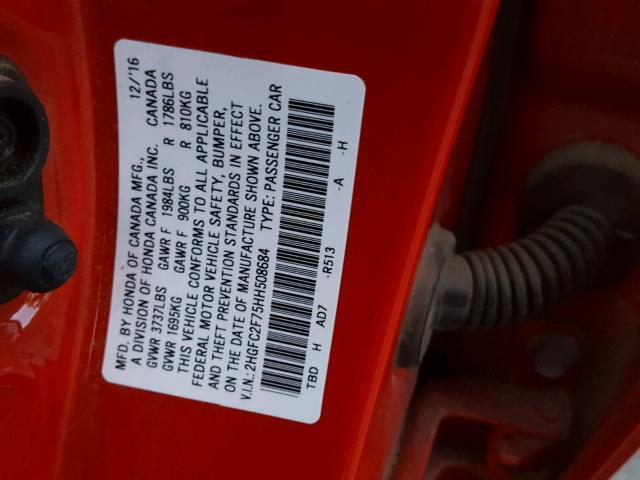 MFD. BY HONDA OF CANADA MFG., 12/'16
A DIVISION OF HONDA CANADA INC. CANADA
GVWR 3737LBS GAWR F 1984LBS R 1786LBS
GVWR 1695KG GAWR F 900KG R 810KG
THIS VEHICLE CONFORMS TO ALL APPLICABLE
FEDERAL MOTOR VEHICLE SAFETY, BUMPER,
AND THEFT PREVENTION STANDARDS IN EFFECT
ON THE DATE OF MANUFACTURE SHOWN ABOVE.
V.I.N.: 2HGFC2F75HH508684 TYPE: PASSENGER CAR
TBD H AD7 -R513 -A -H